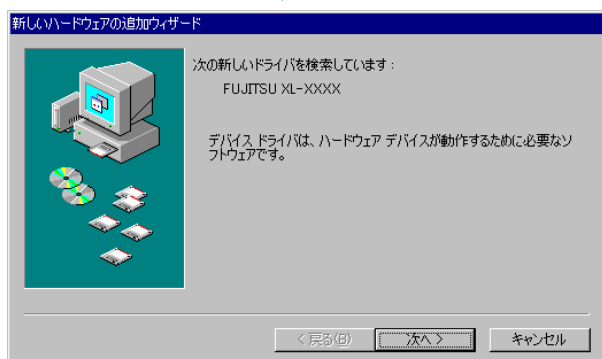 新しいハードウェアの追加ウィザード
次の新しいドライバを検索しています：
FUJITSU XL-XXXX
デバイス ドライバは、ハードウェア デバイスが動作するために必要なソ
フトウェアです。
< 戻る(B)
次へ >
キャンセル